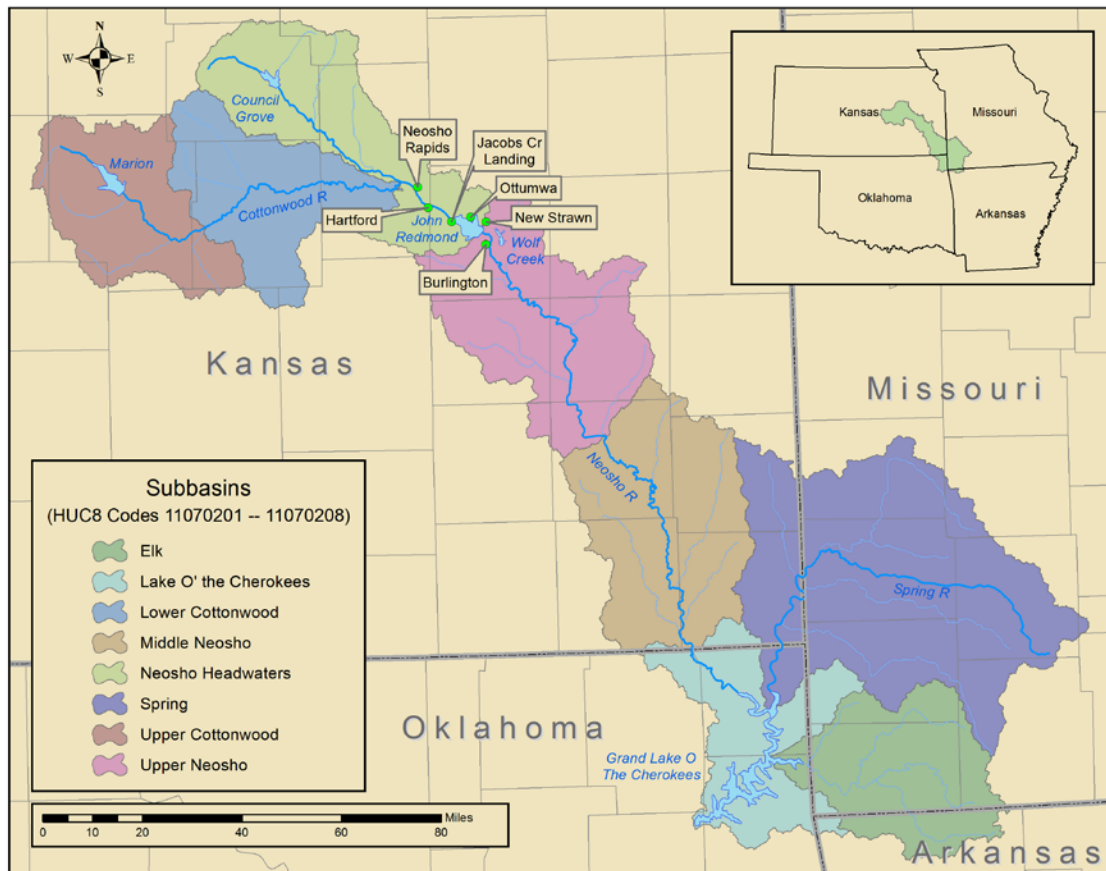 N
W
E
S
Council
Grove
Neosho
Rapids
Jacobs Cr
Landing
Ottumwa
Marion
Cottonwood R
Hartford
John
Redmond
New Strawn
Wolf
Creek
Burlington
Kansas
Missouri
Oklahoma
Arkansas
Kansas
Missouri
Neosho R
Spring R
Oklahoma
Grand Lake O
The Cherokees
Arkansas
Subbasins
(HUC8 Codes 11070201 -- 11070208)
Elk
Lake O' the Cherokees
Lower Cottonwood
Middle Neosho
Neosho Headwaters
Spring
Upper Cottonwood
Upper Neosho
Miles
0 10 20 40 60 80